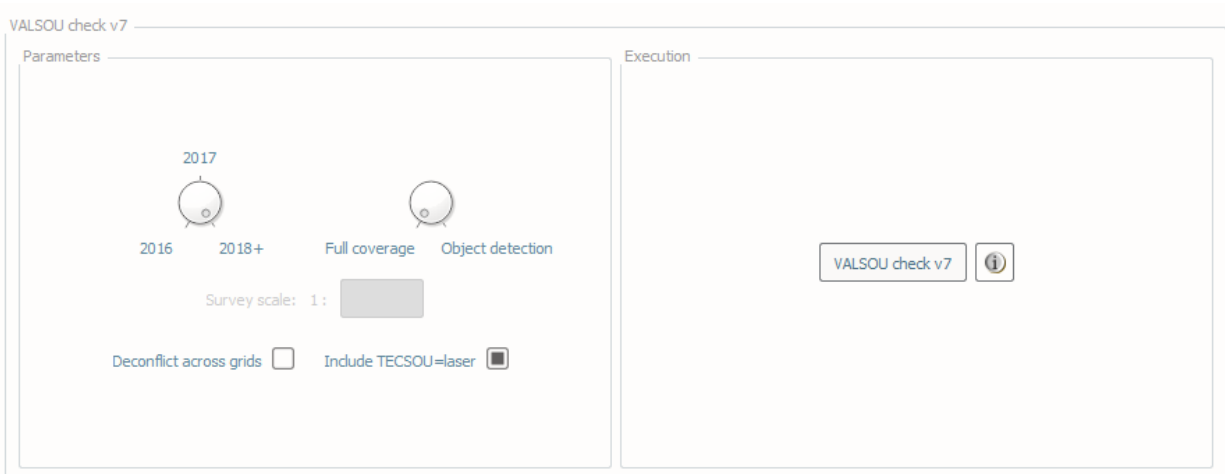 VALSOU check v7
Parameters
2017
2016 2018+ Full coverage Object detection
Survey scale: 1 :
Deconflict across grids Include TECSOU=laser
Execution
VALSOU check v7